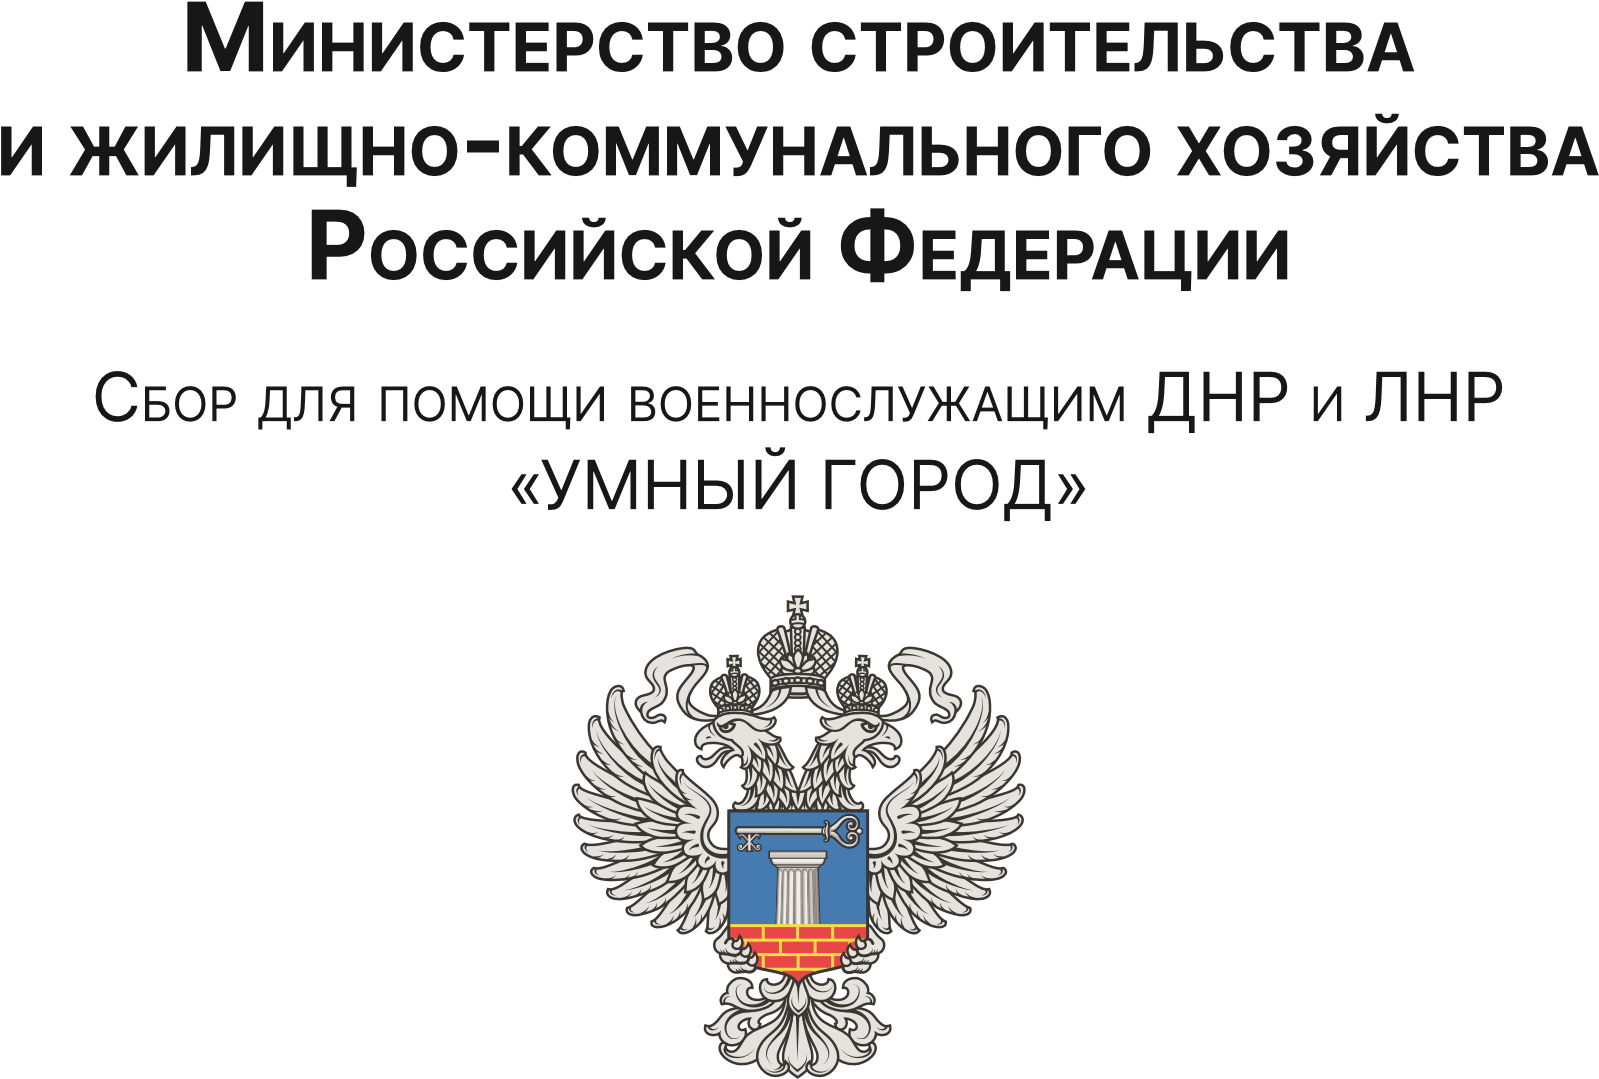 Министерство строительства
и жилищно-коммунального хозяйства
Российской Федерации
Сбор для помощи военнослужащим ДНР и ЛНР
«УМНЫЙ ГОРОД»